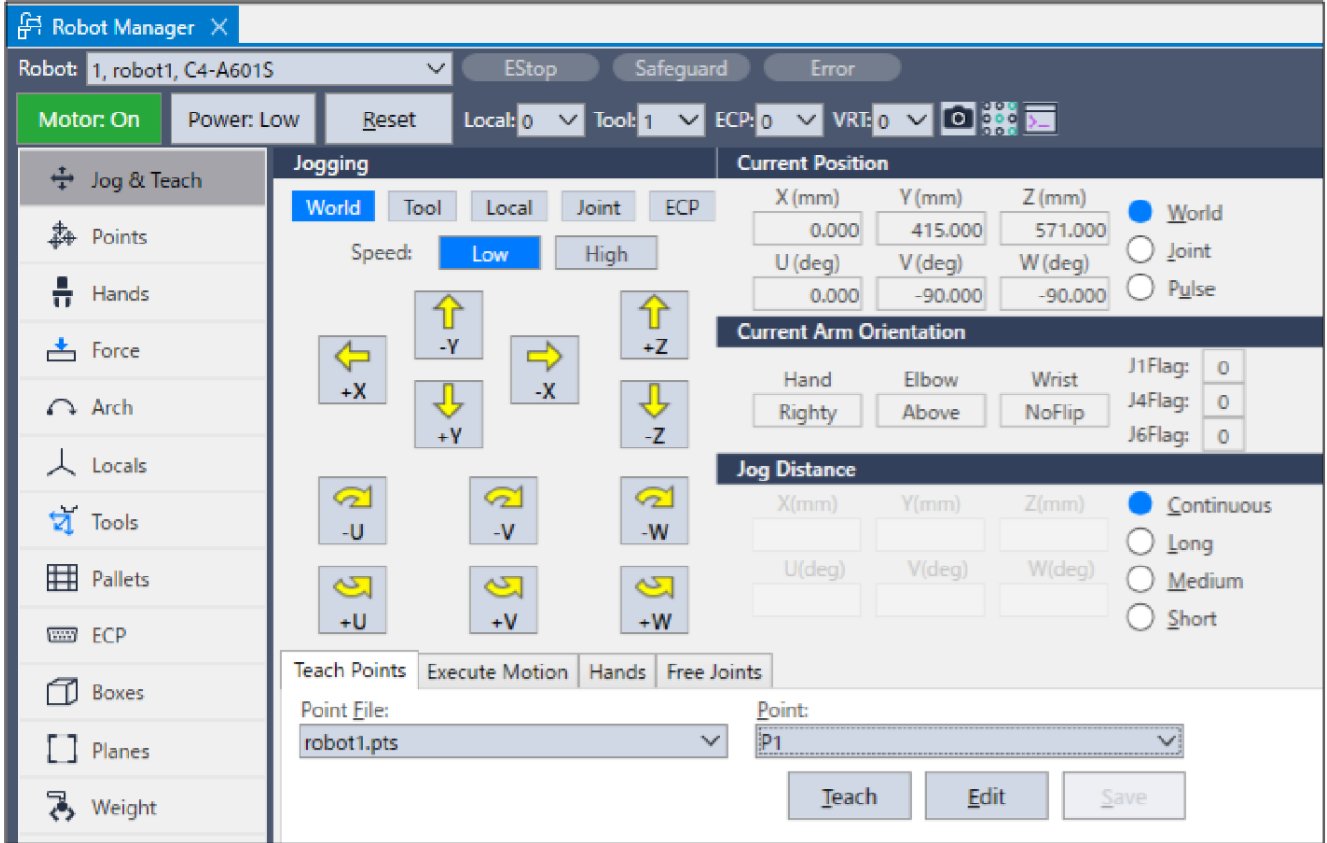 Robot Manager
Robot: 1, robot1, C4-A601S EStop Safeguard Error
Motor: On Power: Low Reset Local: 0 Tool: 1 ECP: 0 VRT: 0
Jog & Teach
Points
Hands
Force
Arch
Locals
Tools
Pallets
ECP
Boxes
Planes
Weight
Jogging
World Tool Local Joint ECP
Speed: Low High
-Y
+Z
+X
-X
+Y
-Z
-U -V -W
+U +V +W
Current Position
X (mm) Y (mm) Z (mm)
0.000 415.000 571.000
U (deg) V (deg) W (deg)
0.000 -90.000 -90.000
World
Joint
Pulse
Current Arm Orientation
Hand Elbow Wrist
Righty Above NoFlip
J1Flag: 0
J4Flag: 0
J6Flag: 0
Jog Distance
X(mm) Y(mm) Z(mm)
U(deg) V(deg) W(deg)
Continuous
Long
Medium
Short
Teach Points Execute Motion Hands Free Joints
Point File: Point:
robot1.pts P1
Teach Edit Save